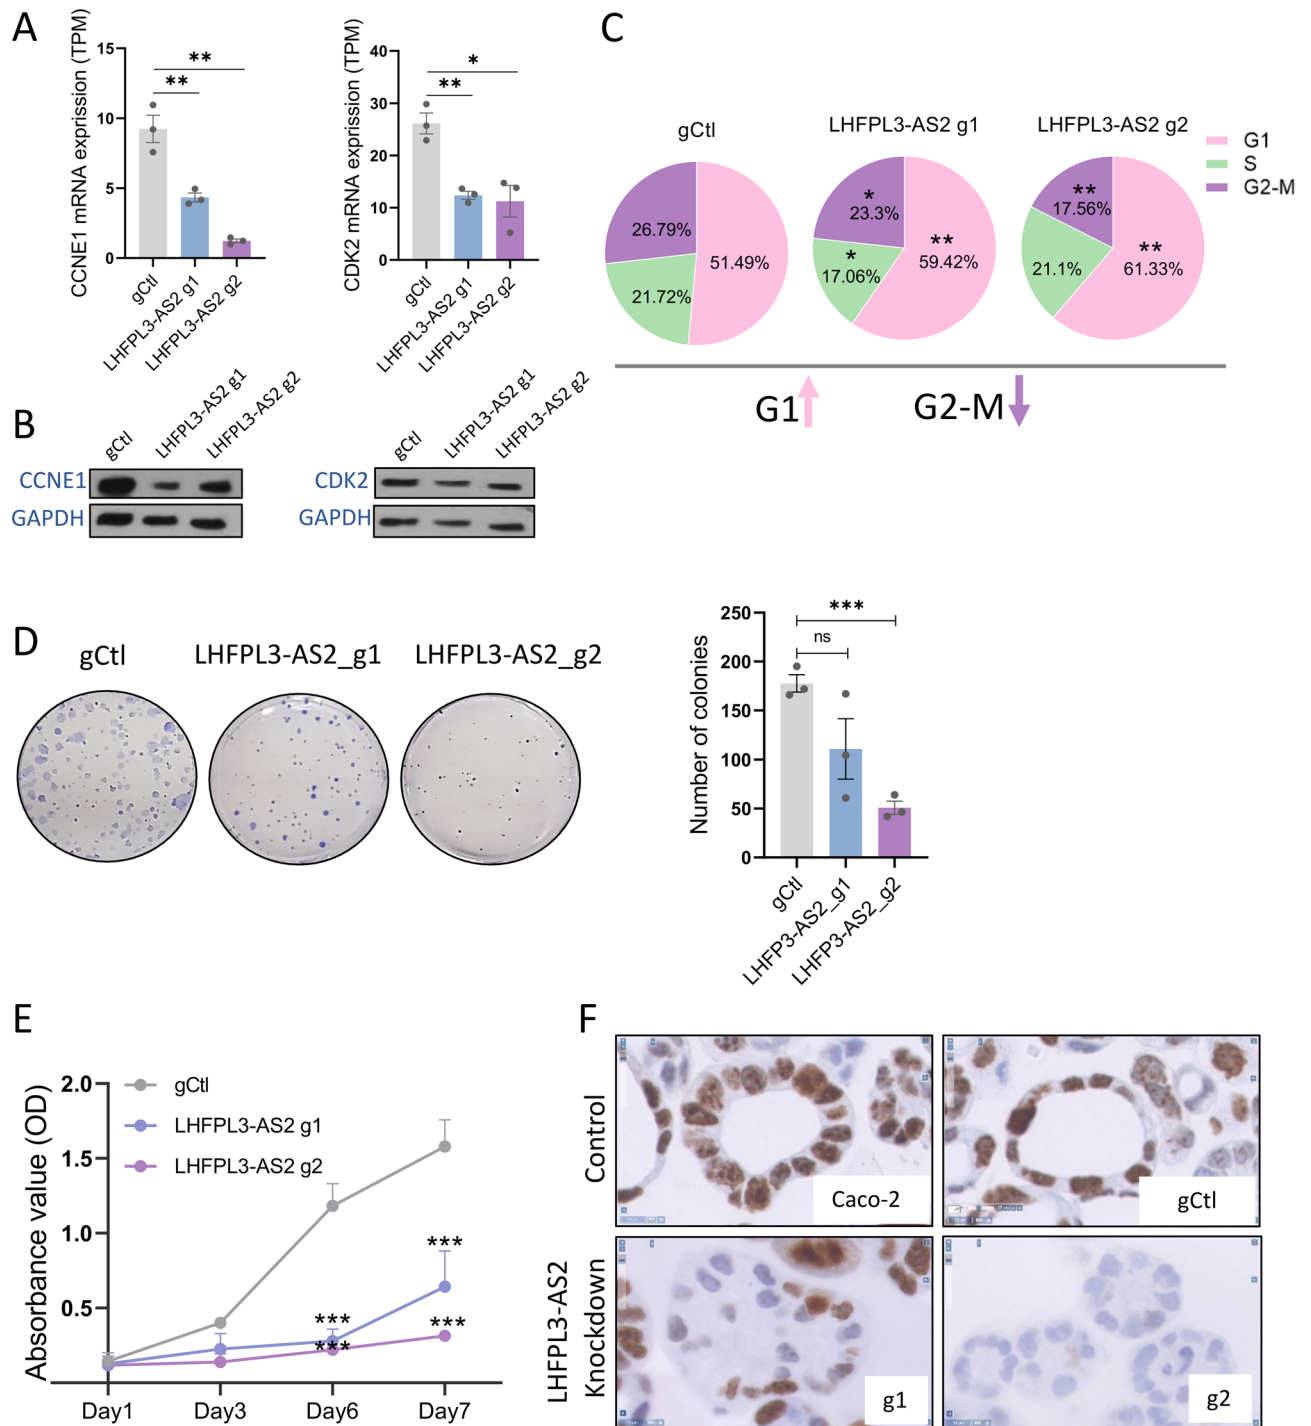 A
CCNE1 mRNA exprission (TPM)
15
10
5
0
**
**
gCtl
LHFPL3-AS2 g1
LHFPL3-AS2 g2
CDK2 mRNA exprission (TPM)
40
30
20
10
0
*
**
gCtl
LHFPL3-AS2 g1
LHFPL3-AS2 g2
C
gCtl
LHFPL3-AS2 g1
LHFPL3-AS2 g2
G1
S
G2-M
26.79%
51.49%
21.72%
*
23.3%
*
17.06%
**
59.42%
**
17.56%
21.1%
**
61.33%
G1
G2-M
B
gCtl
LHFPL3-AS2 g1
LHFPL3-AS2 g2
CCNE1
GAPDH
gCtl
LHFPL3-AS2 g1
LHFPL3-AS2 g2
CDK2
GAPDH
D
gCtl
LHFPL3-AS2_g1
LHFPL3-AS2_g2
Number of colonies
250
200
150
100
50
0
***
ns
gCtl
LHFP3-AS2_g1
LHFP3-AS2_g2
E
Absorbance value (OD)
2.0
1.5
1.0
0.5
gCtl
LHFPL3-AS2 g1
LHFPL3-AS2 g2
***
***
***
***
Day1
Day3
Day6
Day7
F
Control
Caco-2
gCtl
LHFPL3-AS2
Knockdown
g1
g2